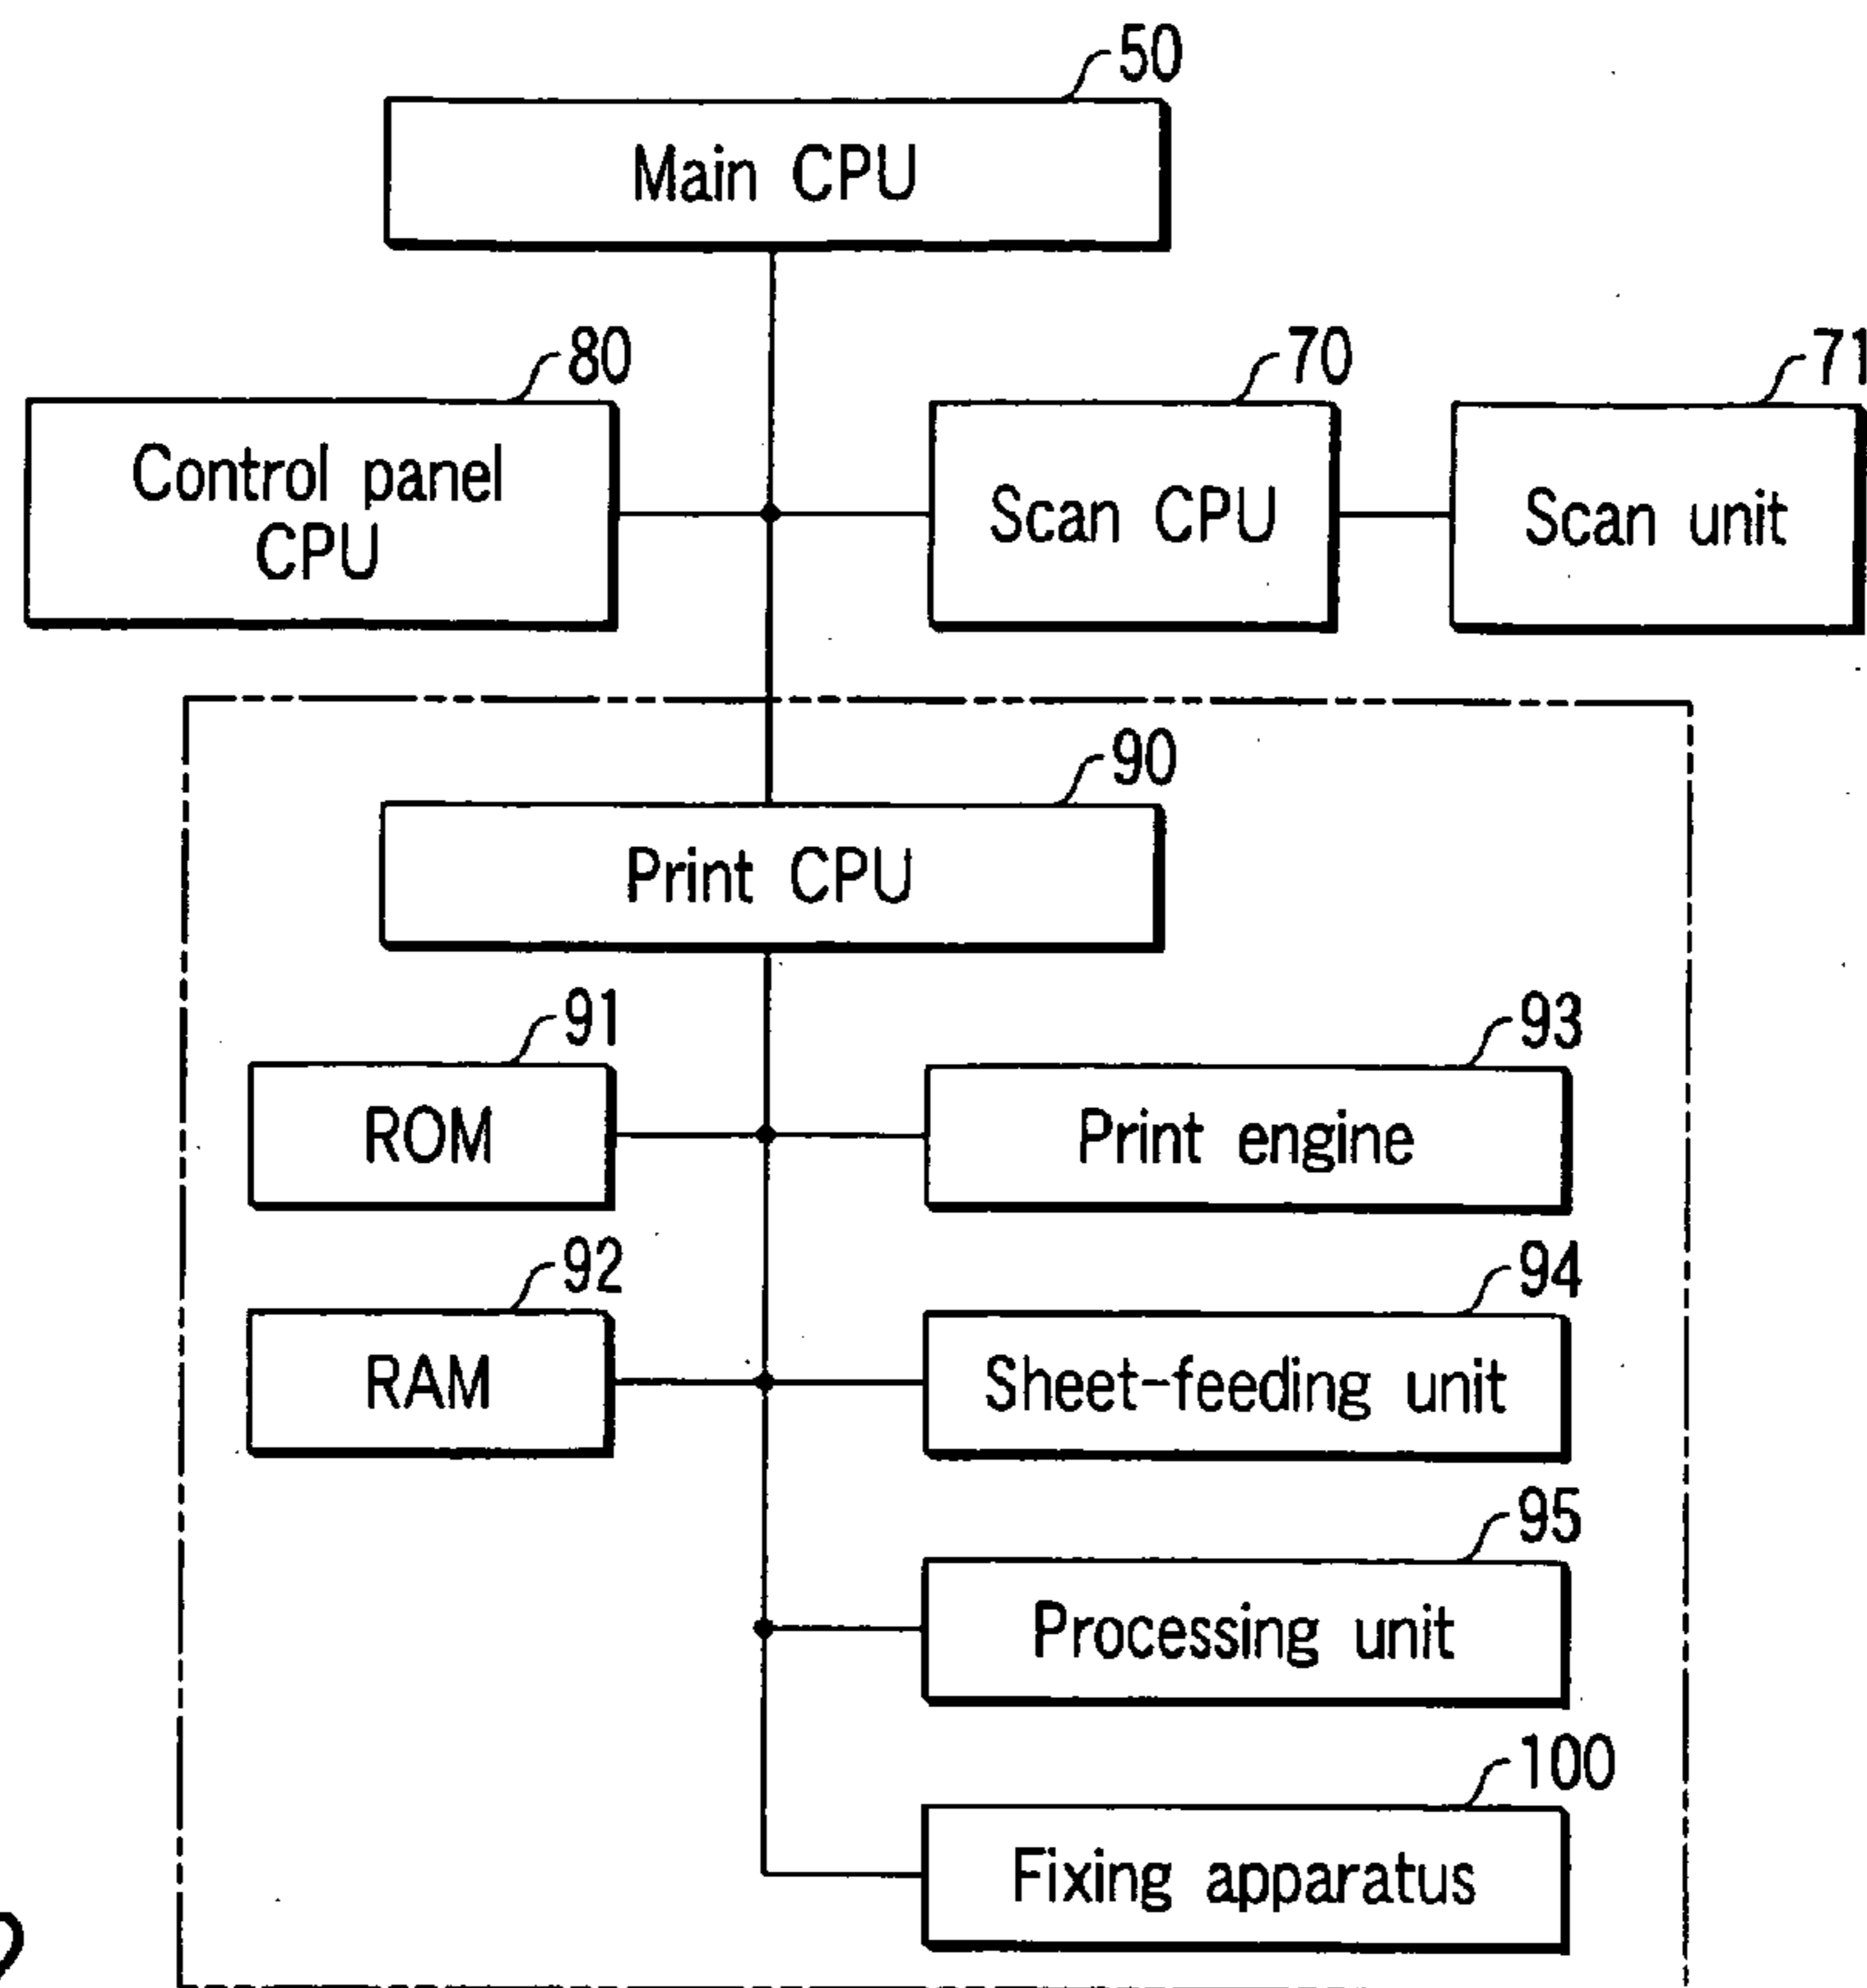 50
Main CPU
80
70
71
Control panel
CPU
Scan CPU
Scan unit
90
Print CPU
91
93
ROM
Print engine
92
94
RAM
Sheet-feeding unit
95
Processing unit
100
Fixing apparatus